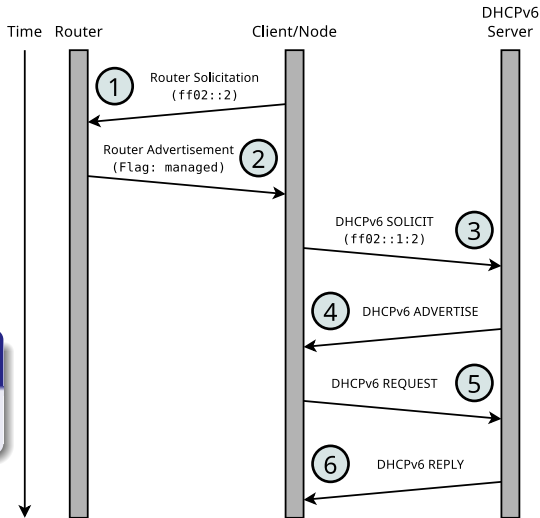 DHCPv6
Time Router Client/Node Server
1 Router Solicitation
(ff02::2)
Router Advertisement 2
(Flag: managed)
DHCPv6 SOLICIT 3
(ff02::1:2)
4 DHCPv6 ADVERTISE
DHCPv6 REQUEST 5
6 DHCPv6 REPLY